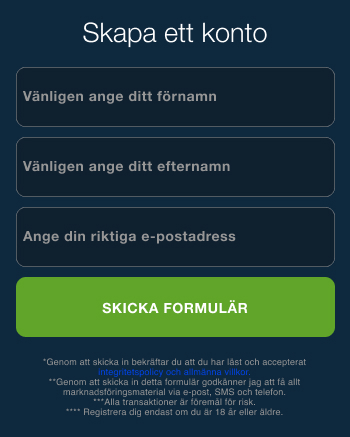 Skapa ett konto
Vänligen ange ditt förnamn
Vänligen ange ditt efternamn
Ange din riktiga e-postadress
SKICKA FORMULÄR
*Genom att skicka in bekräftar du att du har läst och accepterat
integritetspolicy och allmänna villkor.
**Genom att skicka in detta formulär godkänner jag att få allt
marknadsföringsmaterial via e-post, SMS och telefon.
***Alla transaktioner är föremål för risk.
**** Registrera dig endast om du är 18 år eller äldre.